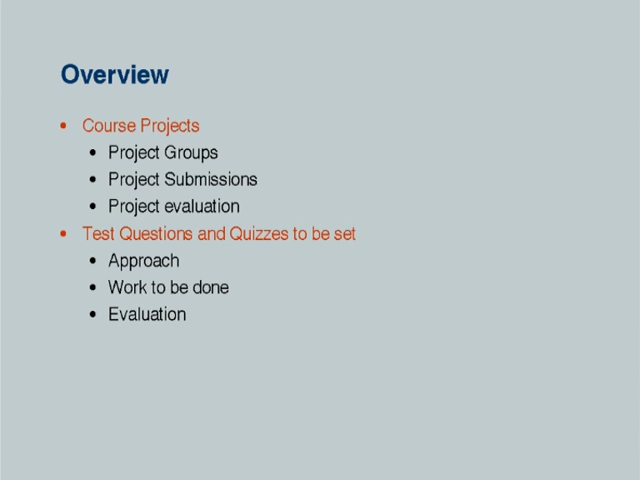 Overview
• Course Projects
• Project Groups
• Project Submissions
• Project evaluation
• Test Questions and Quizzes to be set
• Approach
• Work to be done
• Evaluation